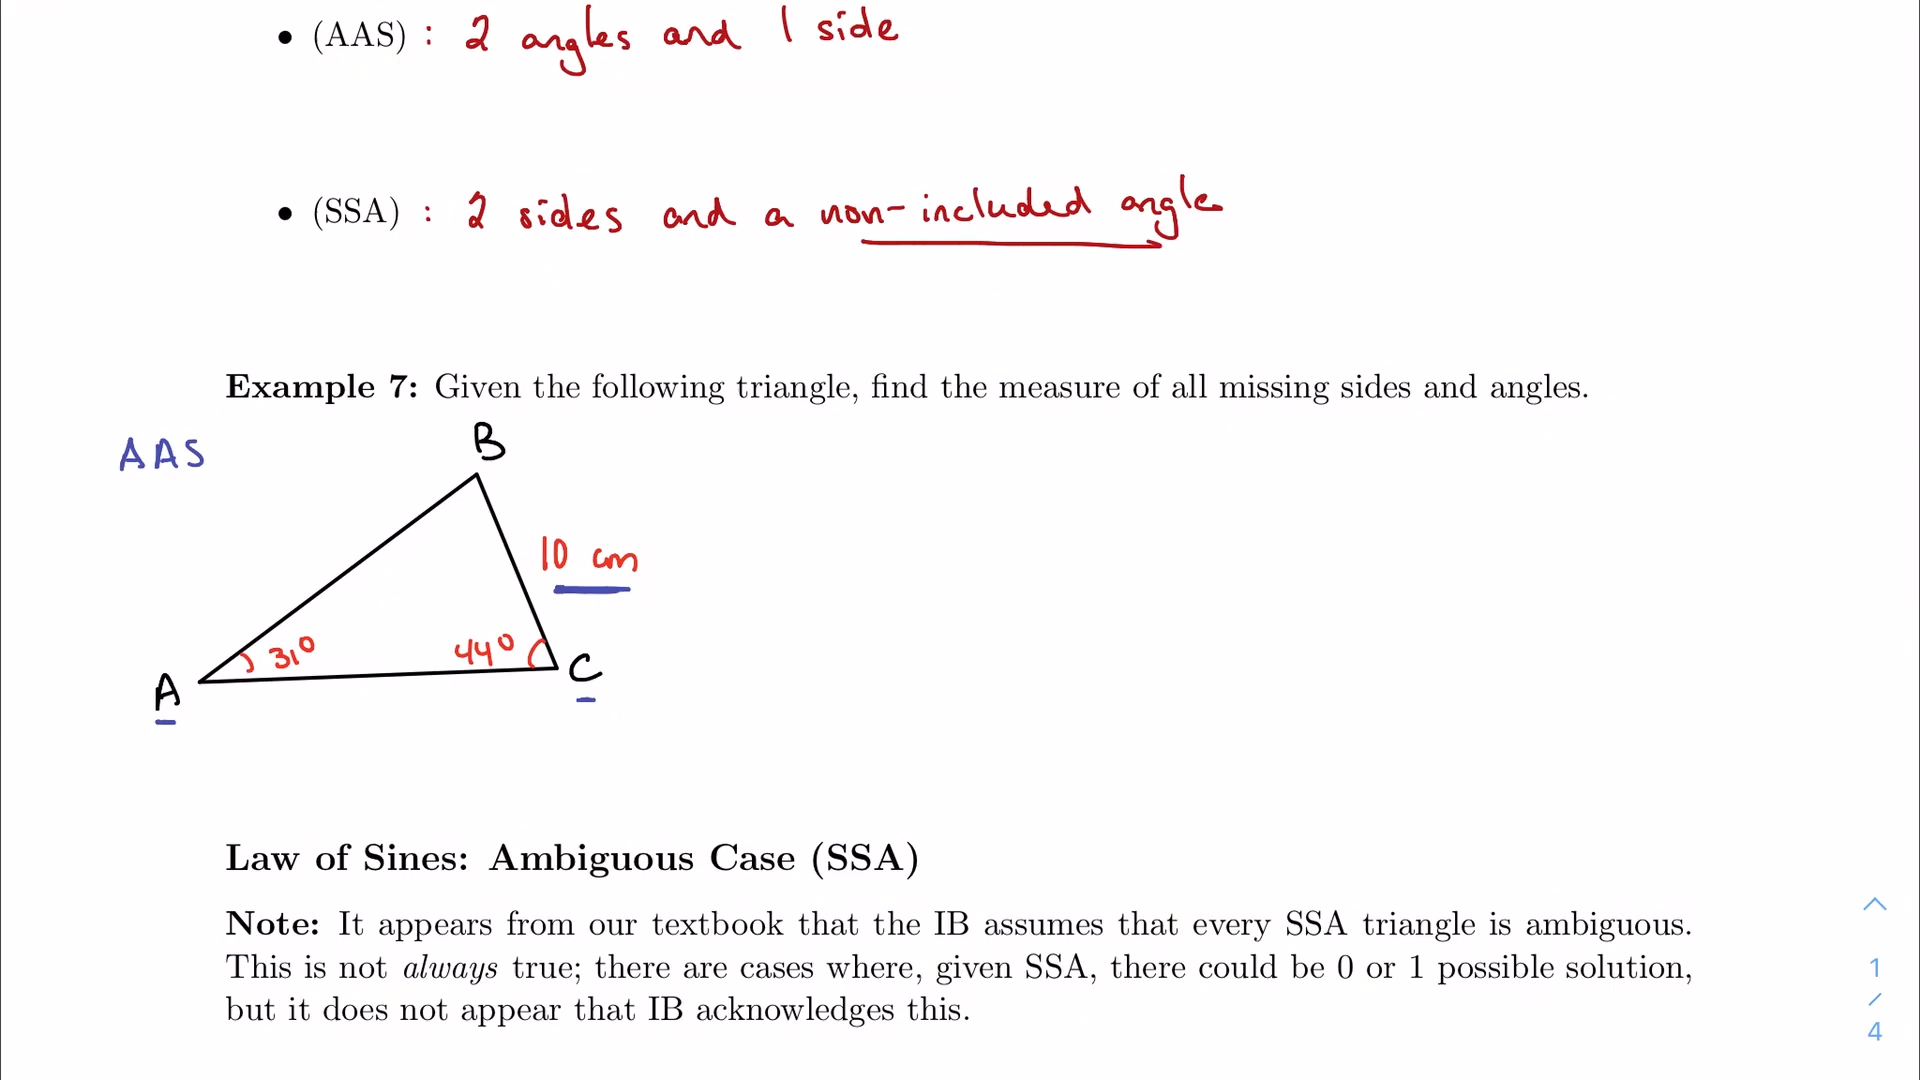 • (AAS) : 2 angles and 1 side
• (SSA) : 2 sides and a non-included angle
Example 7: Given the following triangle, find the measure of all missing sides and angles.
AAS
B
10 cm
31°
44°
A
C
Law of Sines: Ambiguous Case (SSA)
Note: It appears from our textbook that the IB assumes that every SSA triangle is ambiguous.
This is not always true; there are cases where, given SSA, there could be 0 or 1 possible solution,
but it does not appear that IB acknowledges this.
1
/
4